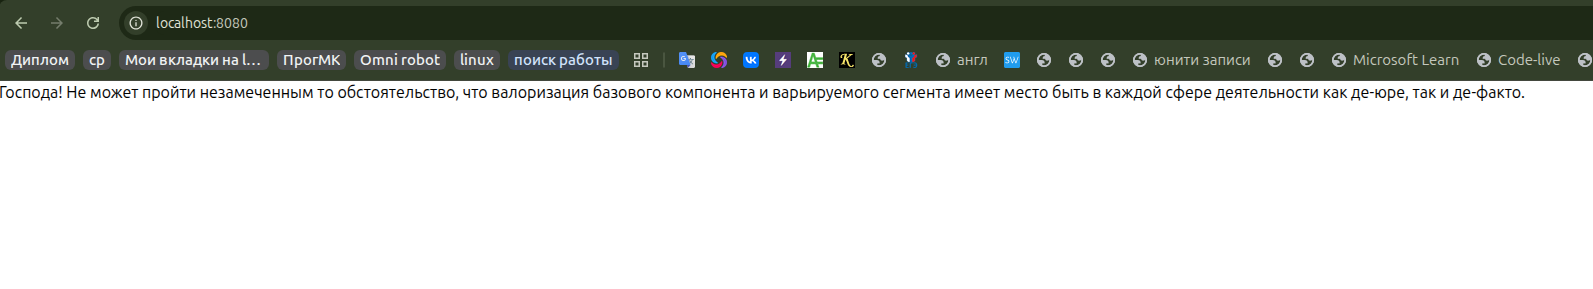 localhost:8080
Диплом ср Мои вкладки на l... ПрогМК Omni robot linux поиск работы SW англ юнити записи Microsoft Learn Code-live
Господа! Не может пройти незамеченным то обстоятельство, что валоризация базового компонента и варьируемого сегмента имеет место быть в каждой сфере деятельности как де-юре, так и де-факто.